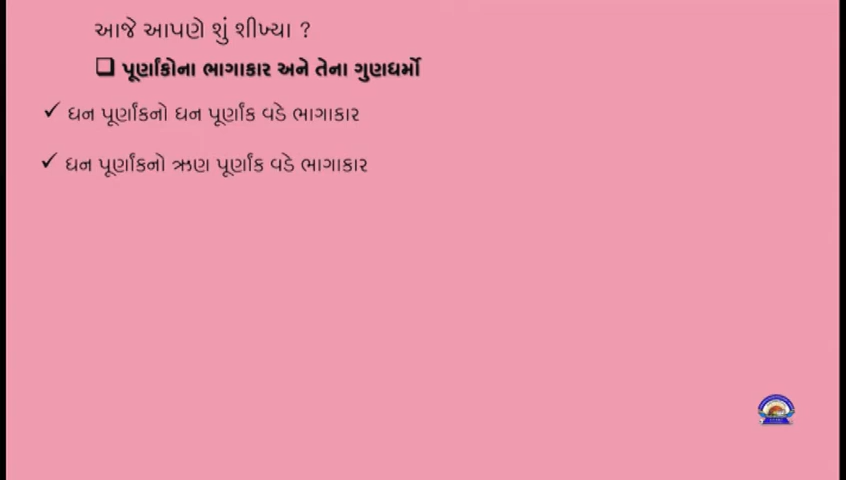 આજે આપણે શું શીખ્યા ?
❑ પૂર્ણાંકોના ભાગાકાર અને તેના ગુણધર્મો
✓ ધન પૂર્ણાંકનો ધન પૂર્ણાંક વડે ભાગાકાર
✓ ધન પૂર્ણાંકનો ઋણ પૂર્ણાંક વડે ભાગાકાર